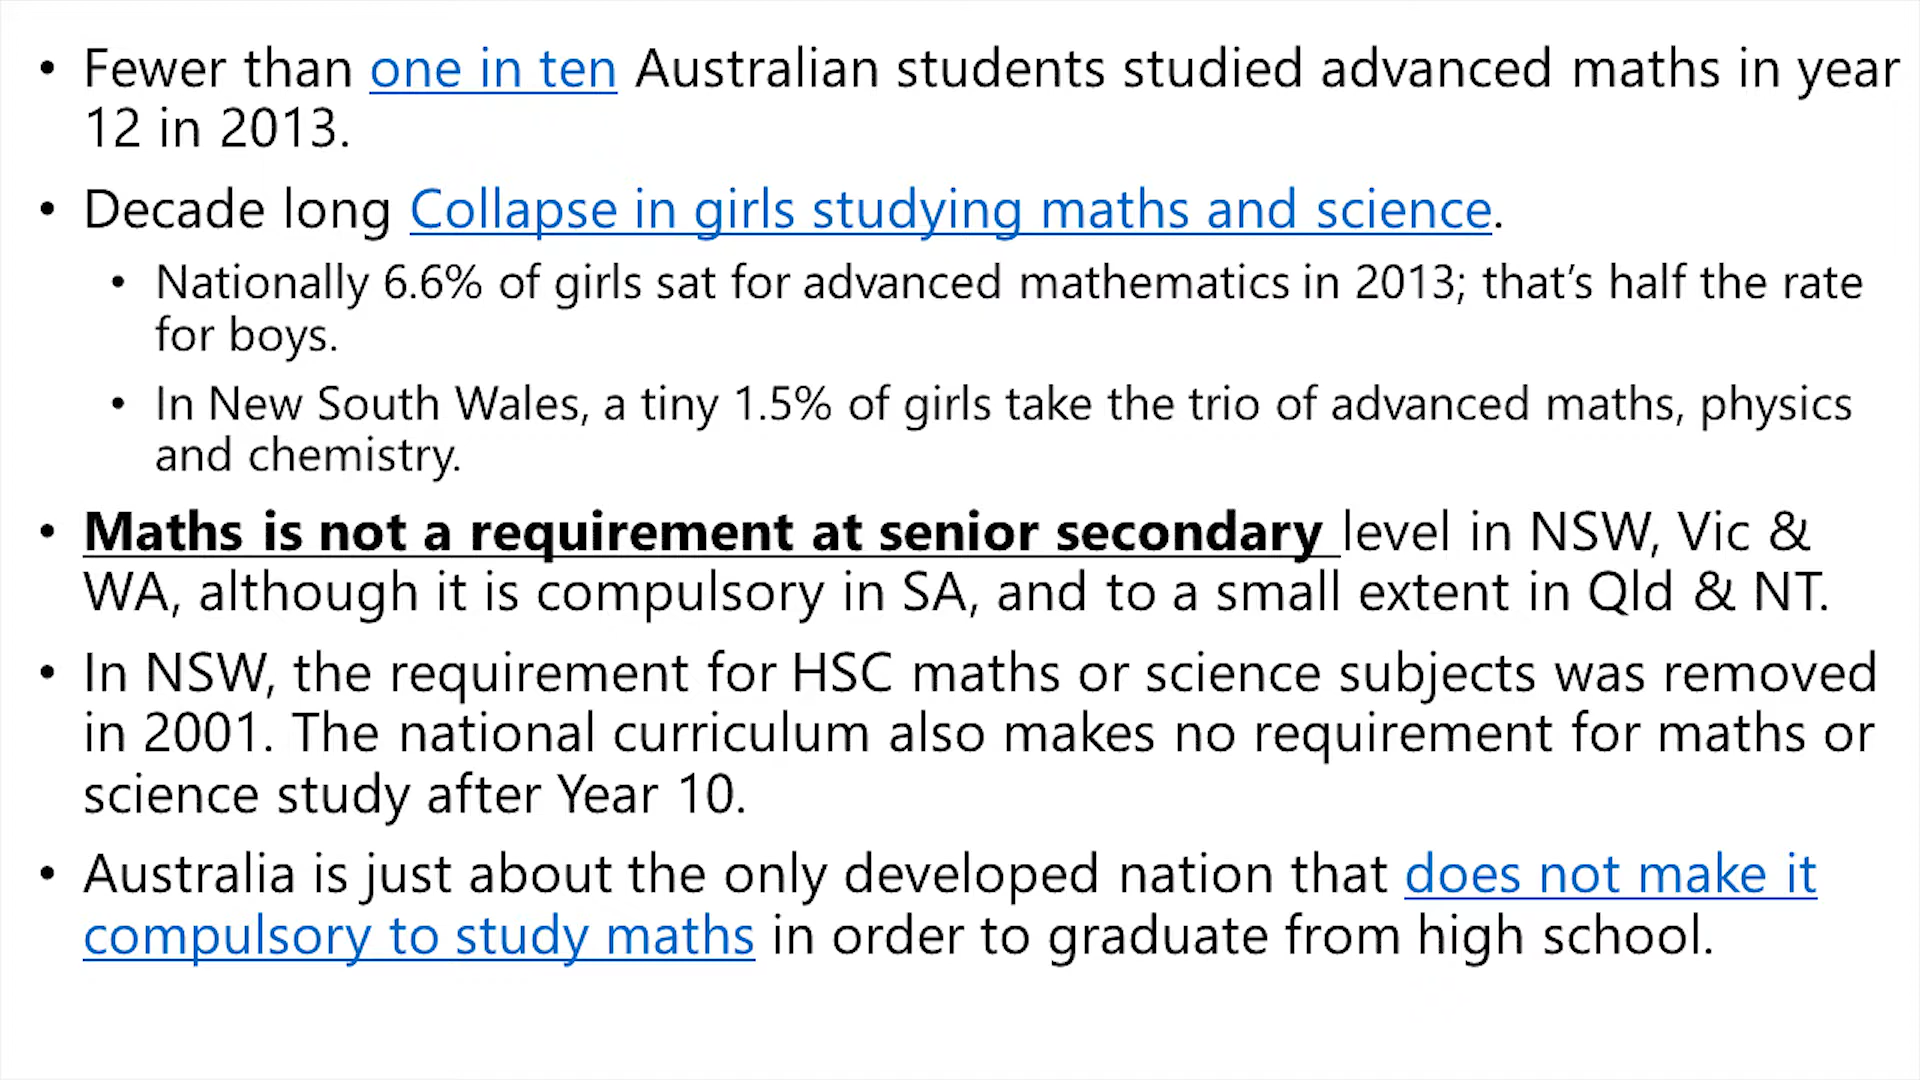 • Fewer than one in ten Australian students studied advanced maths in year
12 in 2013.
• Decade long Collapse in girls studying maths and science.
• Nationally 6.6% of girls sat for advanced mathematics in 2013; that's half the rate
for boys.
• In New South Wales, a tiny 1.5% of girls take the trio of advanced maths, physics
and chemistry.
• Maths is not a requirement at senior secondary level in NSW, Vic &
WA, although it is compulsory in SA, and to a small extent in Qld & NT.
• In NSW, the requirement for HSC maths or science subjects was removed
in 2001. The national curriculum also makes no requirement for maths or
science study after Year 10.
• Australia is just about the only developed nation that does not make it
compulsory to study maths in order to graduate from high school.